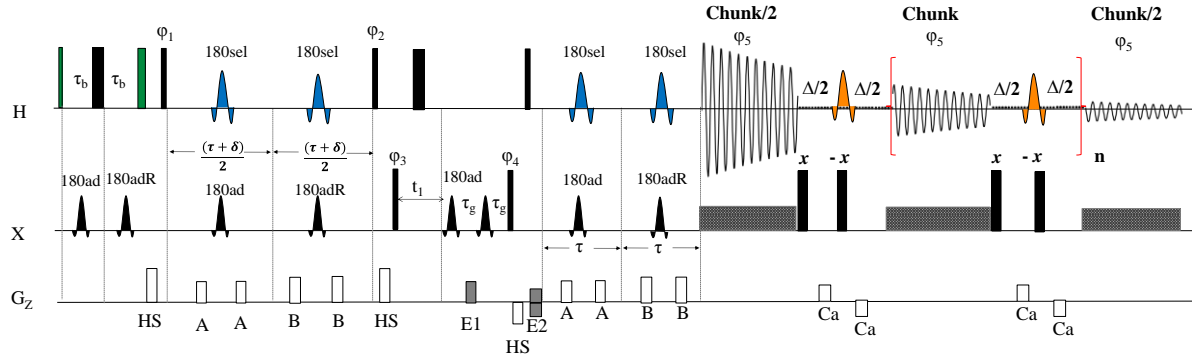 Chunk/2 Chunk Chunk/2
φ1 φ2 φ5 φ5 φ5
180sel 180sel 180sel 180sel
τb τb Δ/2 Δ/2 Δ/2 Δ/2
H
(τ + δ)/2 (τ + δ)/2
x - x x - x n
φ3 φ4
180ad 180adR 180ad 180adR t1 180ad τg τg 180ad 180adR
X
τ τ
GZ
HS A A B B HS E1 HS E2 A A B B Ca Ca Ca Ca